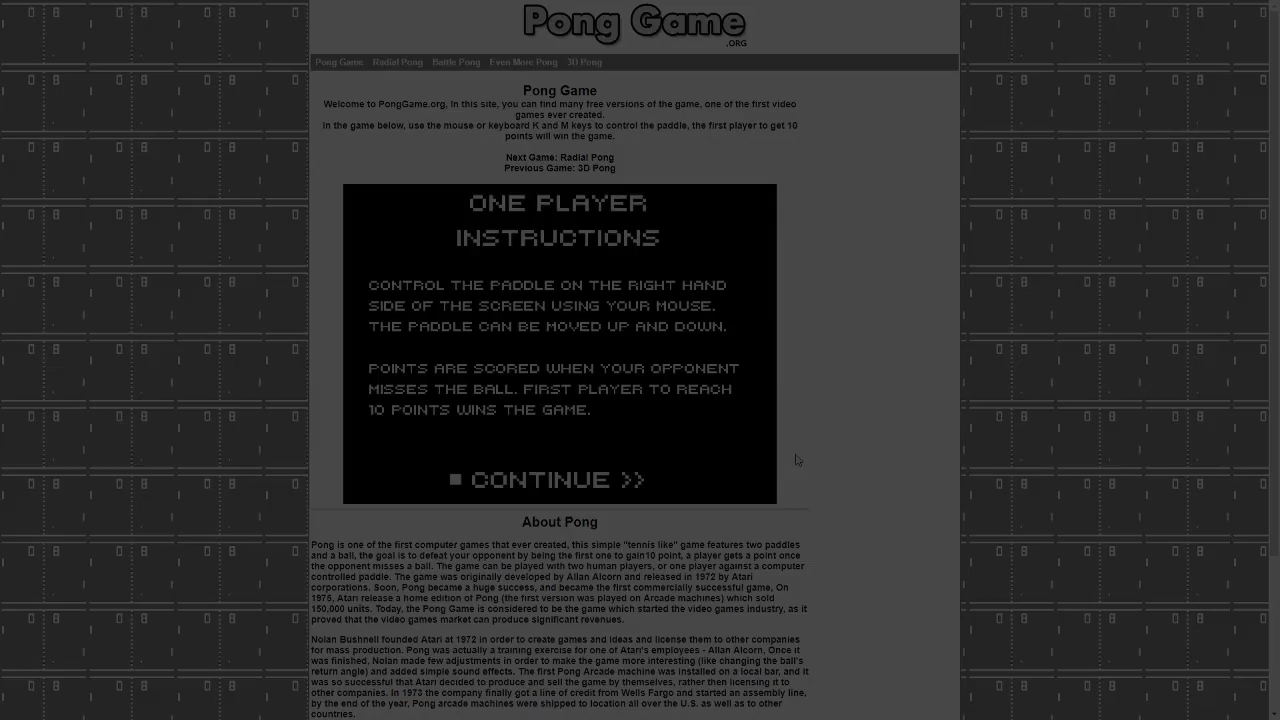 Pong Game
.ORG
Pong Game Radial Pong Battle Pong Even More Pong 3D Pong
Pong Game
Welcome to PongGame.org, In this site, you can find many free versions of the game, one of the first video
games ever created.
In the game below, use the mouse or keyboard K and M keys to control the paddle, the first player to get 10
points will win the game.
Next Game: Radial Pong
Previous Game: 3D Pong
ONE PLAYER
INSTRUCTIONS
CONTROL THE PADDLE ON THE RIGHT HAND
SIDE OF THE SCREEN USING YOUR MOUSE.
THE PADDLE CAN BE MOVED UP AND DOWN.
POINTS ARE SCORED WHEN YOUR OPPONENT
MISSES THE BALL. FIRST PLAYER TO REACH
10 POINTS WINS THE GAME.
CONTINUE >>
About Pong
Pong is one of the first computer games that ever created, this simple "tennis like" game features two paddles
and a ball, the goal is to defeat your opponent by being the first one to gain10 point, a player gets a point once
the opponent misses a ball. The game can be played with two human players, or one player against a computer
controlled paddle. The game was originally developed by Allan Alcorn and released in 1972 by Atari
corporations. Soon, Pong became a huge success, and became the first commercially successful game, On
1975, Atari release a home edition of Pong (the first version was played on Arcade machines) which sold
150,000 units. Today, the Pong Game is considered to be the game which started the video games industry, as it
proved that the video games market can produce significant revenues.
Nolan Bushnell founded Atari at 1972 in order to create games and ideas and license them to other companies
for mass production. Pong was actually a training exercise for one of Atari's employees - Allan Alcorn, Once it
was finished, Nolan made few adjustments in order to make the game more interesting (like changing the ball's
return angle) and added simple sound effects. The first Pong Arcade machine was installed on a local bar, and it
was so successful that Atari decided to produce and sell the game by themselves, rather then licensing it to
other companies. In 1973 the company finally got a line of credit from Wells Fargo and started an assembly line,
by the end of the year, Pong arcade machines were shipped to location all over the U.S. as well as to other
countries.